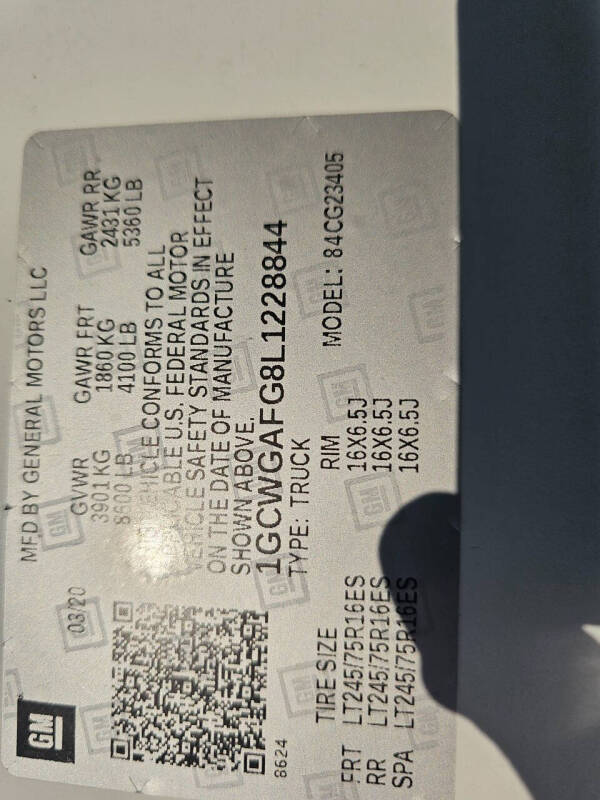 GM
MFD BY GENERAL MOTORS LLC
03/20
GVWR GAWR FRT GAWR RR
3901 KG 1860 KG 2431 KG
8600 LB 4100 LB 5360 LB
VEHICLE CONFORMS TO ALL
APPLICABLE U.S. FEDERAL MOTOR
VEHICLE SAFETY STANDARDS IN EFFECT
ON THE DATE OF MANUFACTURE
SHOWN ABOVE.
1GCWGAFG8L1228844
TYPE: TRUCK MODEL: 84CG23405
8624
TIRE SIZE RIM
FRT LT245/75R16ES 16X6.5J
RR LT245/75R16ES 16X6.5J
SPA LT245/75R16ES 16X6.5J